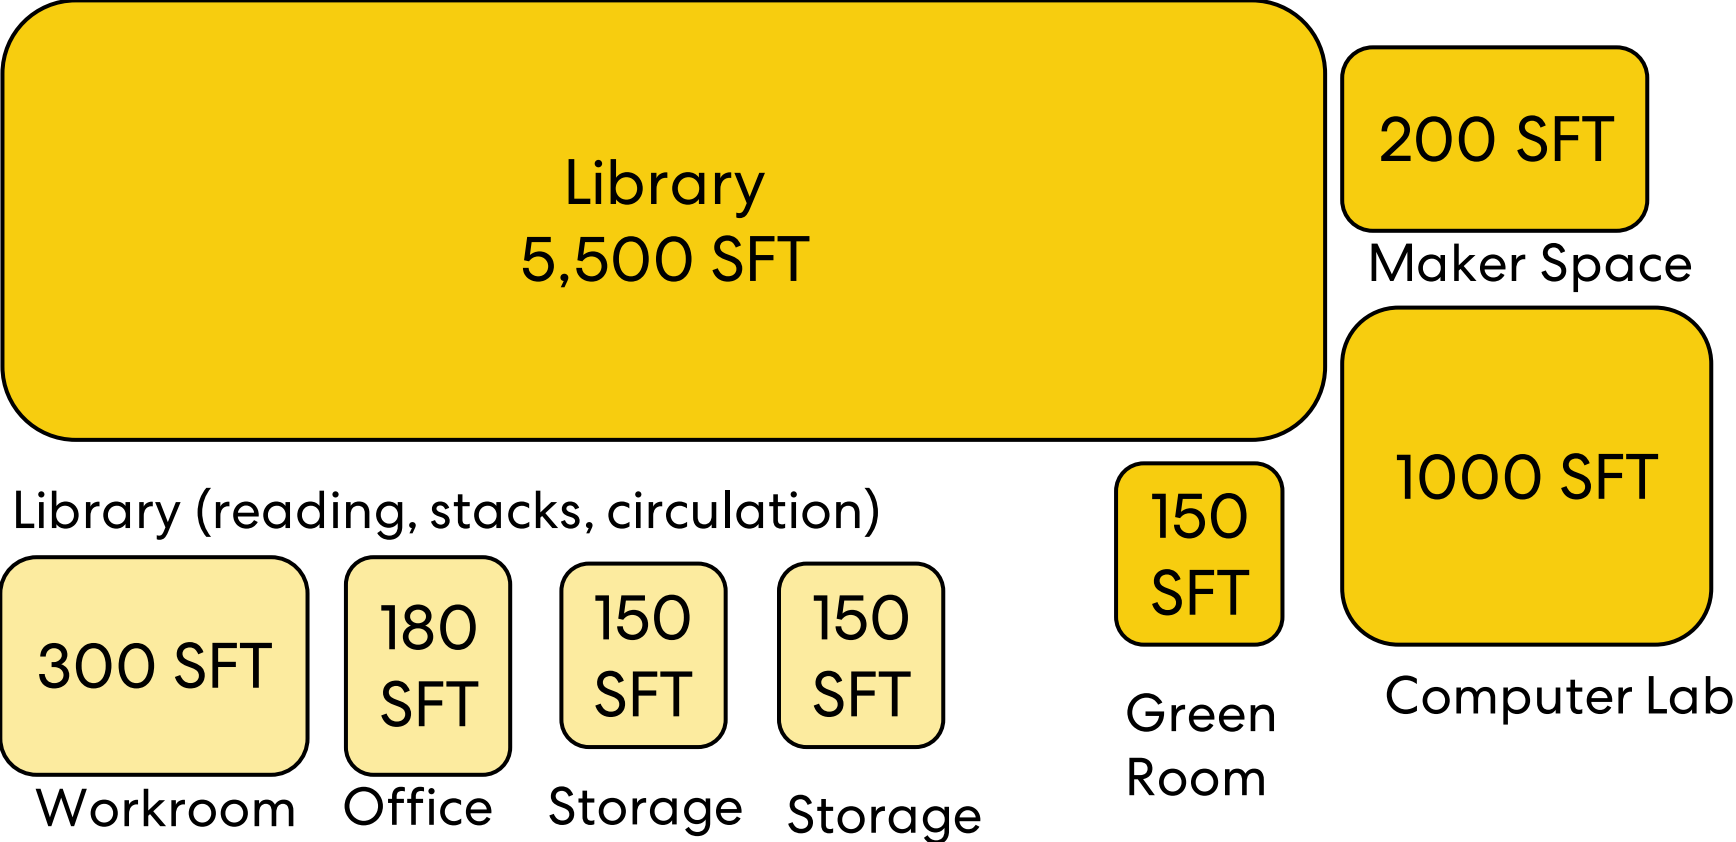 Library
5,500 SFT
200 SFT
Maker Space
1000 SFT
Computer Lab
Library (reading, stacks, circulation)
300 SFT
Workroom
180
SFT
Office
150
SFT
Storage
150
SFT
Storage
150
SFT
Green
Room